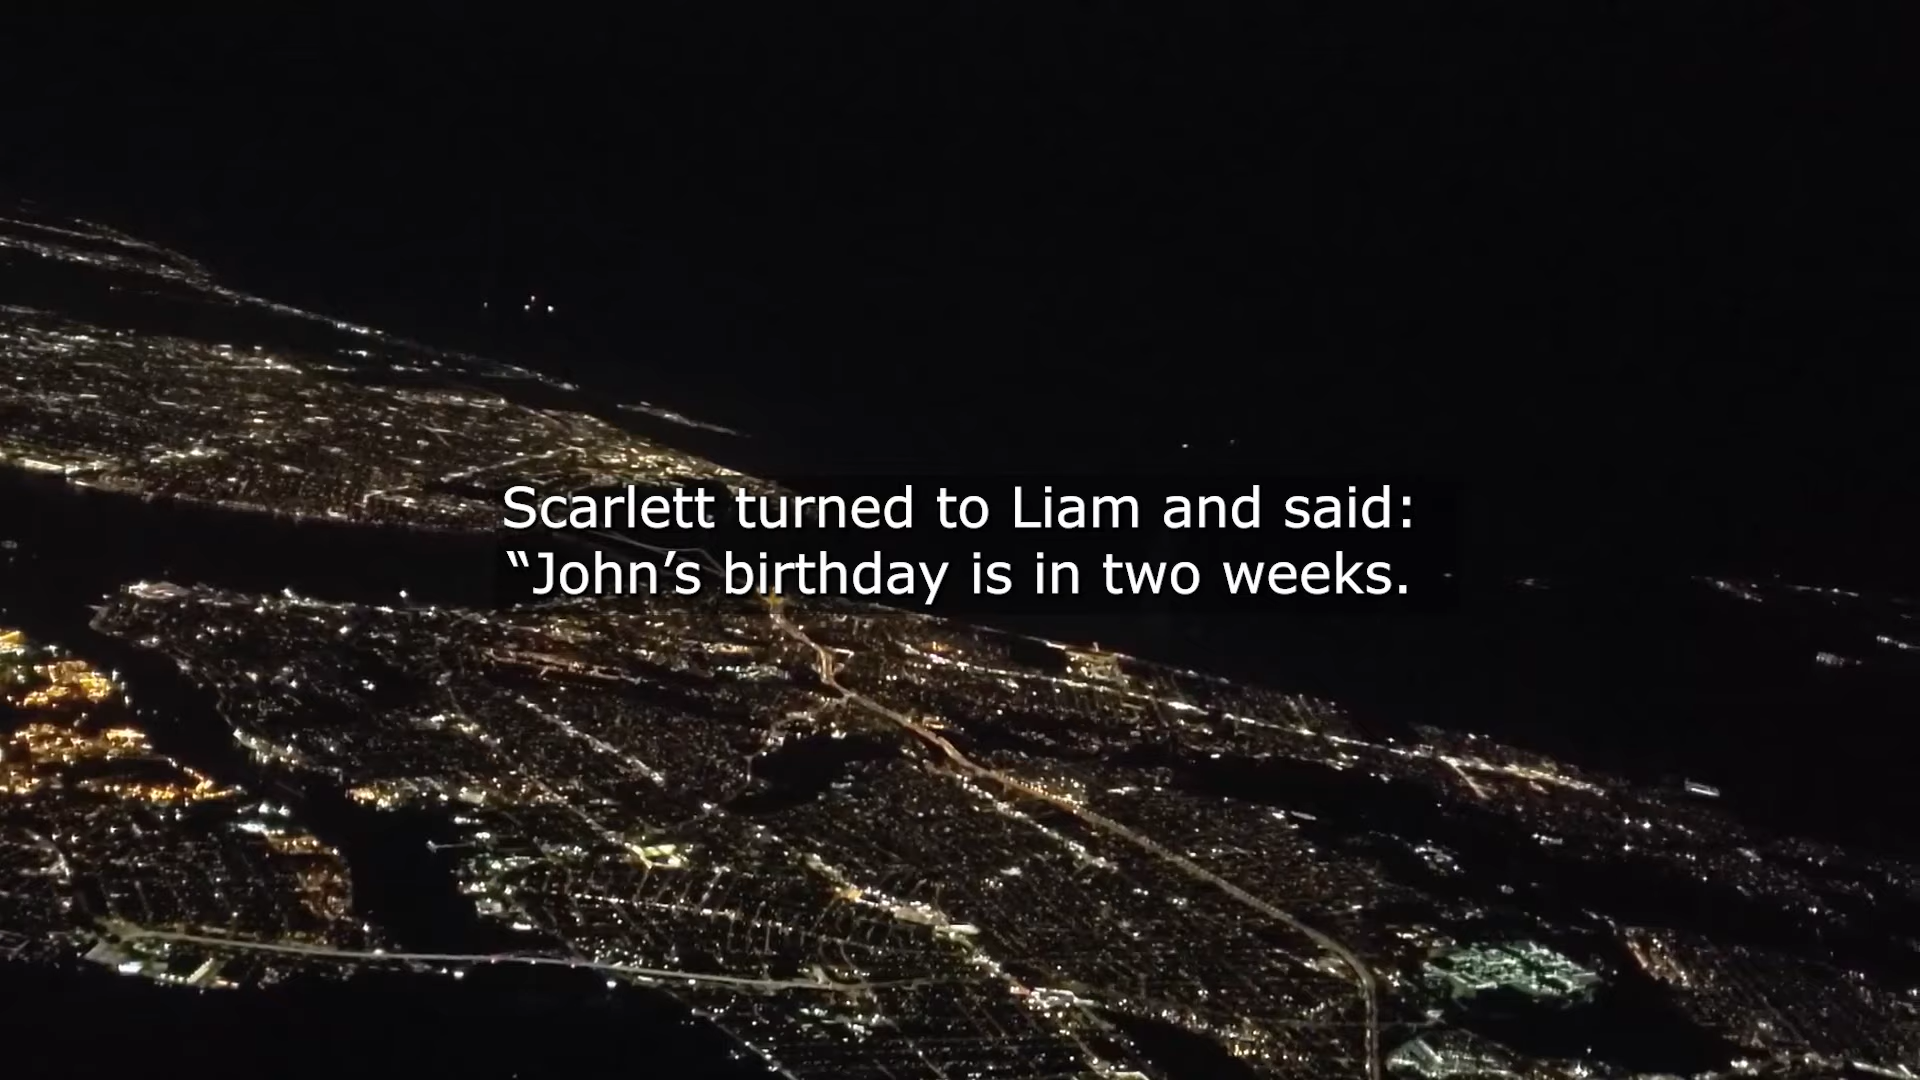 Scarlett turned to Liam and said:
“John’s birthday is in two weeks.